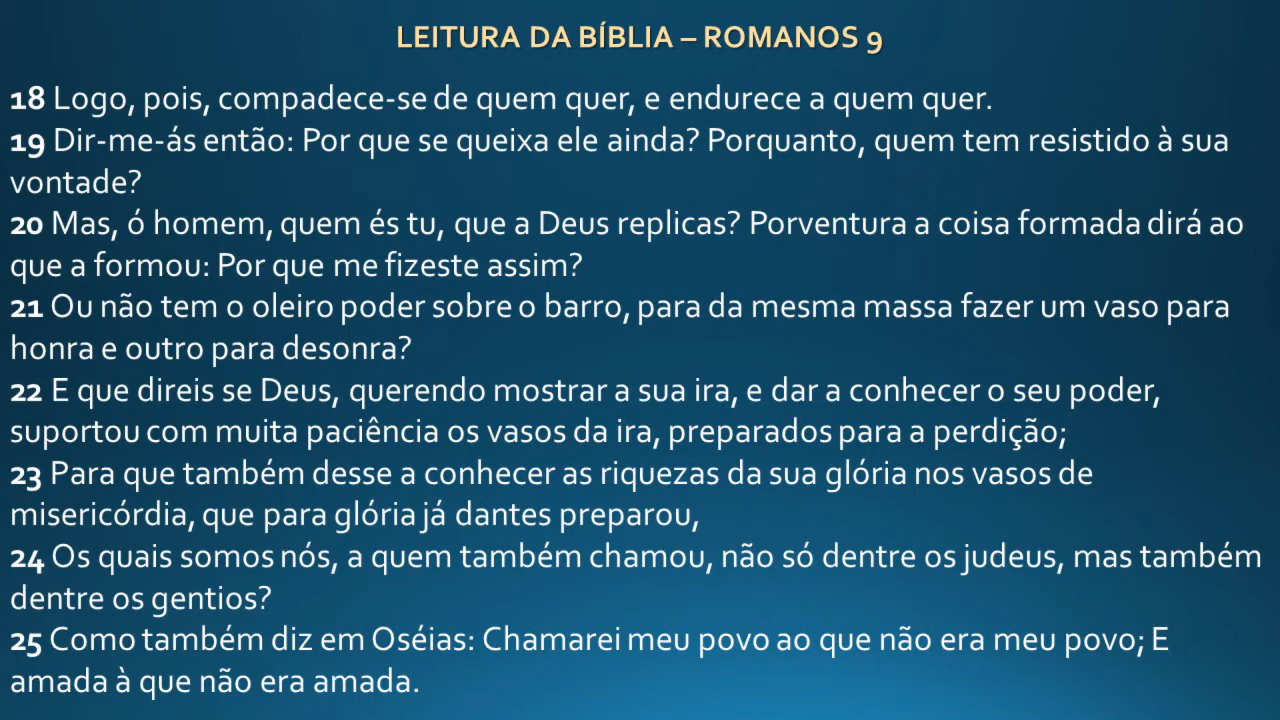 LEITURA DA BÍBLIA – ROMANOS 9
18 Logo, pois, compadece-se de quem quer, e endurece a quem quer.
19 Dir-me-ás então: Por que se queixa ele ainda? Porquanto, quem tem resistido à sua
vontade?
20 Mas, ó homem, quem és tu, que a Deus replicas? Porventura a coisa formada dirá ao
que a formou: Por que me fizeste assim?
21 Ou não tem o oleiro poder sobre o barro, para da mesma massa fazer um vaso para
honra e outro para desonra?
22 E que direis se Deus, querendo mostrar a sua ira, e dar a conhecer o seu poder,
suportou com muita paciência os vasos da ira, preparados para a perdição;
23 Para que também desse a conhecer as riquezas da sua glória nos vasos de
misericórdia, que para glória já dantes preparou,
24 Os quais somos nós, a quem também chamou, não só dentre os judeus, mas também
dentre os gentios?
25 Como também diz em Oséias: Chamarei meu povo ao que não era meu povo; E
amada à que não era amada.